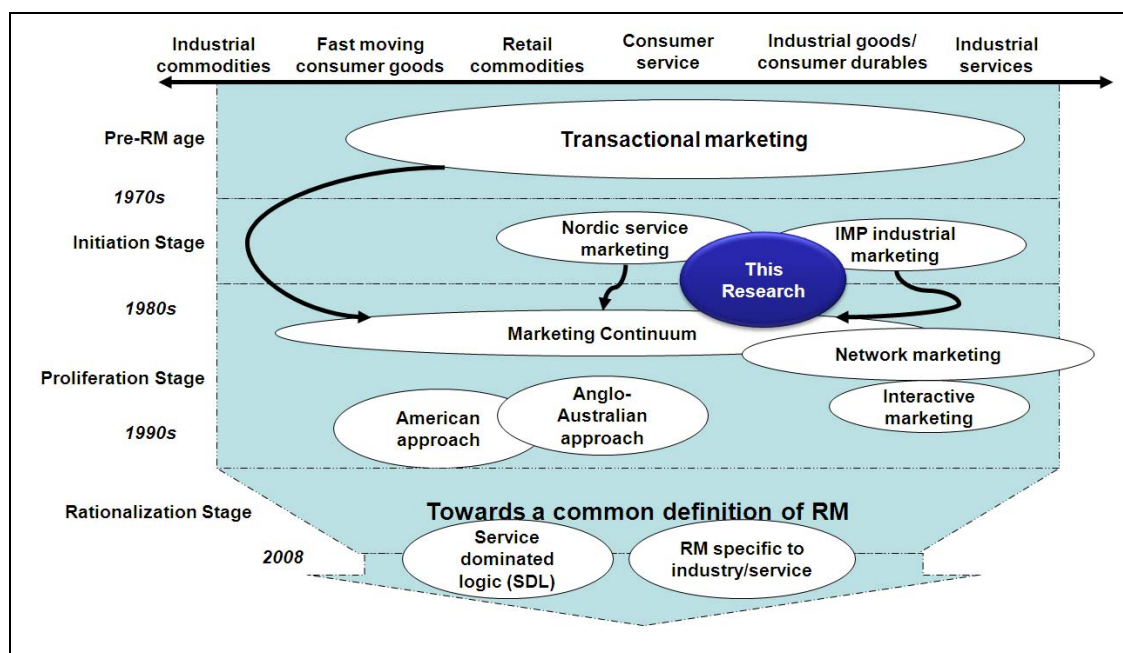 Industrial
commodities
Fast moving
consumer goods
Retail
commodities
Consumer
service
Industrial goods/
consumer durables
Industrial
services
Pre-RM age
Transactional marketing
1970s
Initiation Stage
Nordic service
marketing
This
Research
IMP industrial
marketing
1980s
Marketing Continuum
Network marketing
Proliferation Stage
Interactive
marketing
American
approach
Anglo-
Australian
approach
1990s
Rationalization Stage
Towards a common definition of RM
2008
Service
dominated
logic (SDL)
RM specific to
industry/service